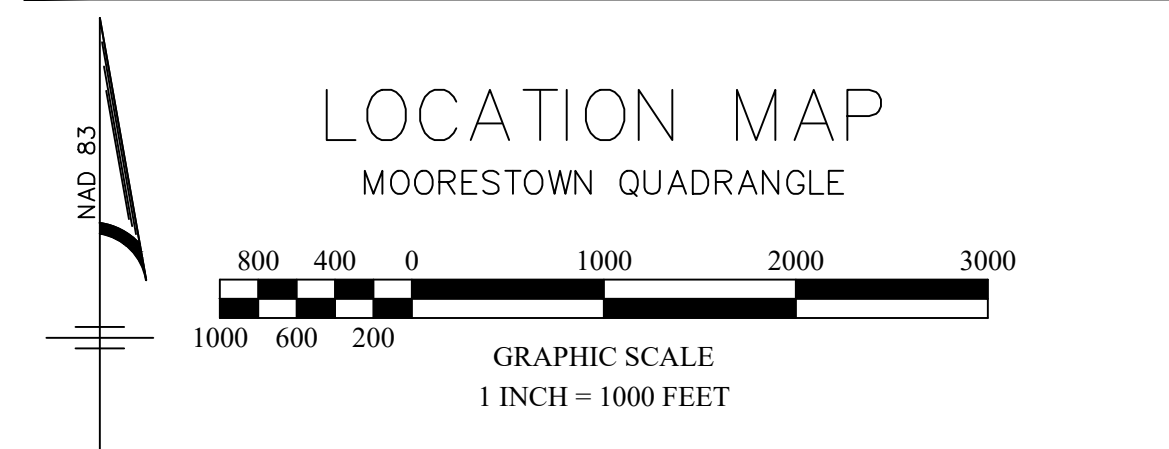 NAD 83
LOCATION MAP
MOORESTOWN QUADRANGLE
800 400 0 1000 2000 3000
1000 600 200
GRAPHIC SCALE
1 INCH = 1000 FEET